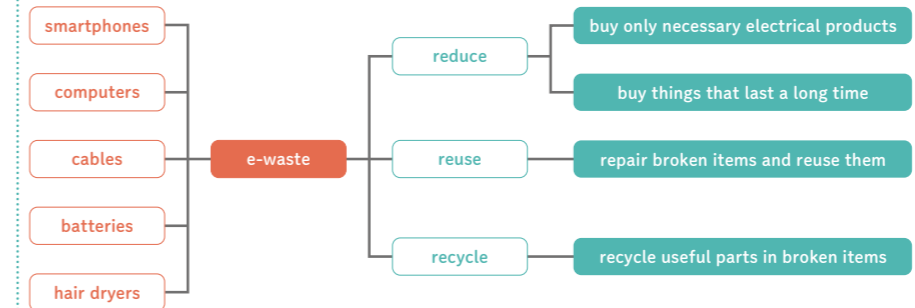 smartphones
computers
cables
batteries
hair dryers
e-waste
reduce
buy only necessary electrical products
buy things that last a long time
reuse
repair broken items and reuse them
recycle
recycle useful parts in broken items